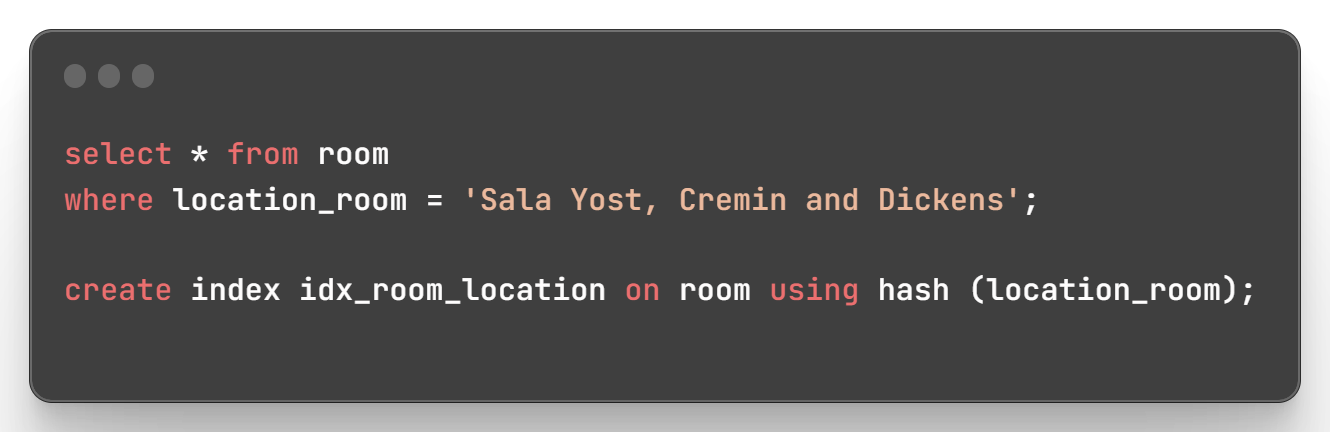 select * from room
where location_room = 'Sala Yost, Cremin and Dickens';
create index idx_room_location on room using hash (location_room);